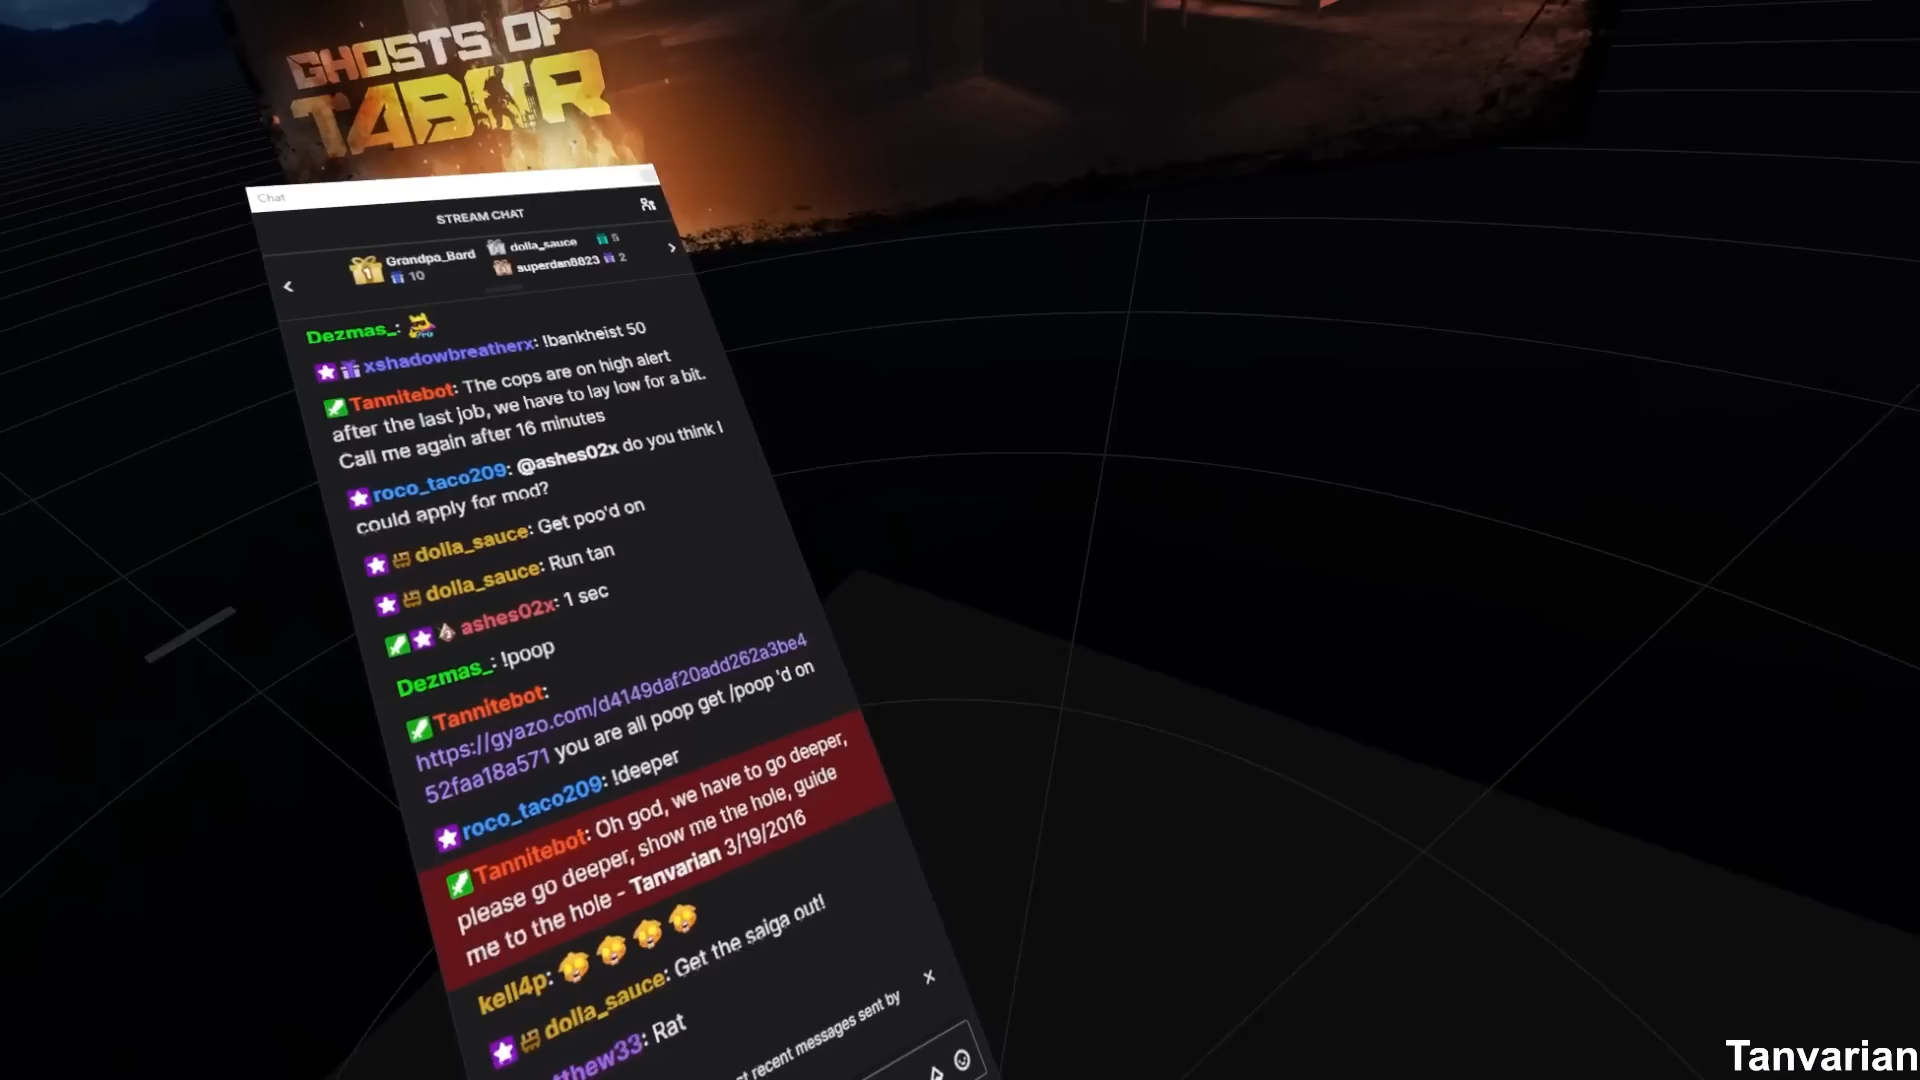 GHOSTS OF
TABOR
Chat
STREAM CHAT
Grandpa_Bard
10
dolla_sauce 5
superdan8823 2
Dezmas_:
xshadowbreatherx: !bankheist 50
Tannitebot: The cops are on high alert
after the last job, we have to lay low for a bit.
Call me again after 16 minutes
roco_taco209: @ashes02x do you think I
could apply for mod?
dolla_sauce: Get poo'd on
dolla_sauce: Run tan
ashes02x: 1 sec
Dezmas_: !poop
Tannitebot:
https://gyazo.com/d4149daf20add262a3be4
52faa18a571 you are all poop get /poop 'd on
roco_taco209: !deeper
Tannitebot: Oh god, we have to go deeper,
please go deeper, show me the hole, guide
me to the hole - Tanvarian 3/19/2016
kell4p:
dolla_sauce: Get the saiga out!
tthew33: Rat
recent messages sent by
Tanvarian